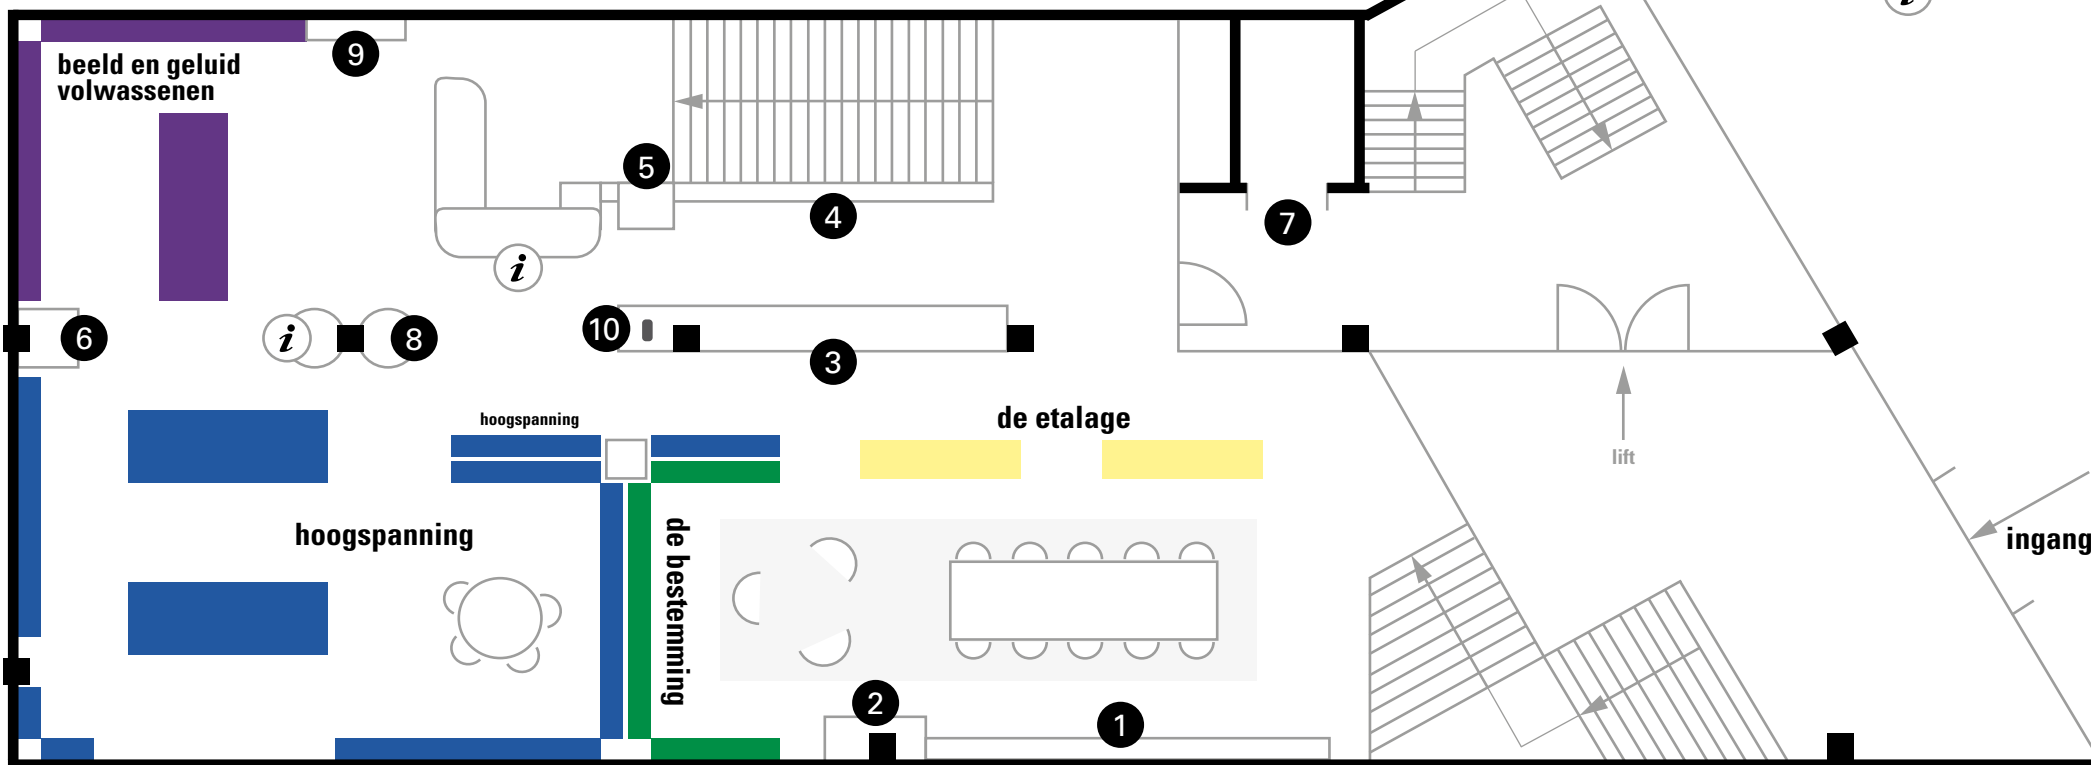 i
9
beeld en geluid
volwassenen
5
4
7
i
6
i
8
10
3
hoogspanning
de etalage
lift
hoogspanning
de bestemming
ingang
2
1